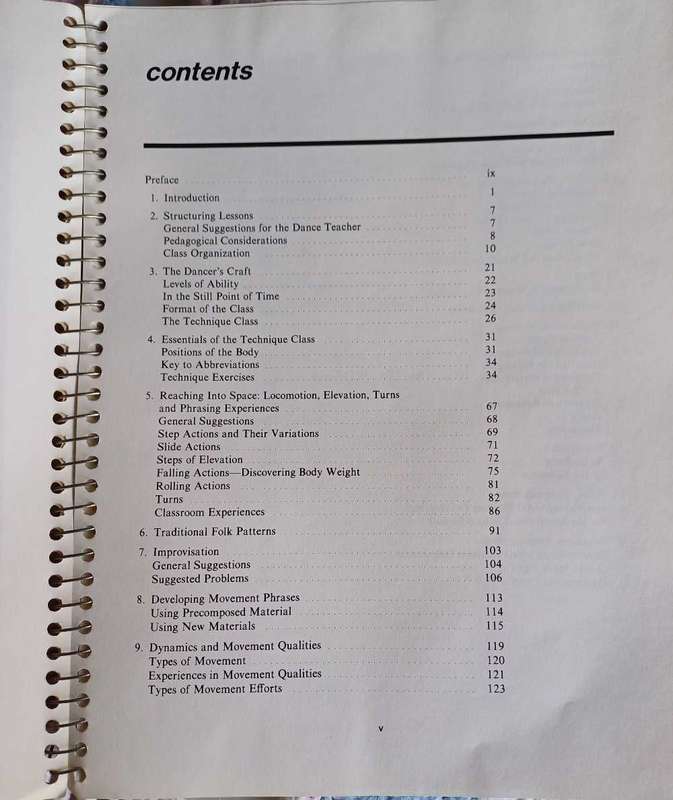 contents
Preface ix
1. Introduction 1
2. Structuring Lessons 7
General Suggestions for the Dance Teacher 7
Pedagogical Considerations 8
Class Organization 10
3. The Dancer's Craft 21
Levels of Ability 22
In the Still Point of Time 23
Format of the Class 24
The Technique Class 26
4. Essentials of the Technique Class 31
Positions of the Body 31
Key to Abbreviations 34
Technique Exercises 34
5. Reaching Into Space: Locomotion, Elevation, Turns
and Phrasing Experiences 67
General Suggestions 68
Step Actions and Their Variations 69
Slide Actions 71
Steps of Elevation 72
Falling Actions—Discovering Body Weight 75
Rolling Actions 81
Turns 82
Classroom Experiences 86
6. Traditional Folk Patterns 91
7. Improvisation 103
General Suggestions 104
Suggested Problems 106
8. Developing Movement Phrases 113
Using Precomposed Material 114
Using New Materials 115
9. Dynamics and Movement Qualities 119
Types of Movement 120
Experiences in Movement Qualities 121
Types of Movement Efforts 123
v